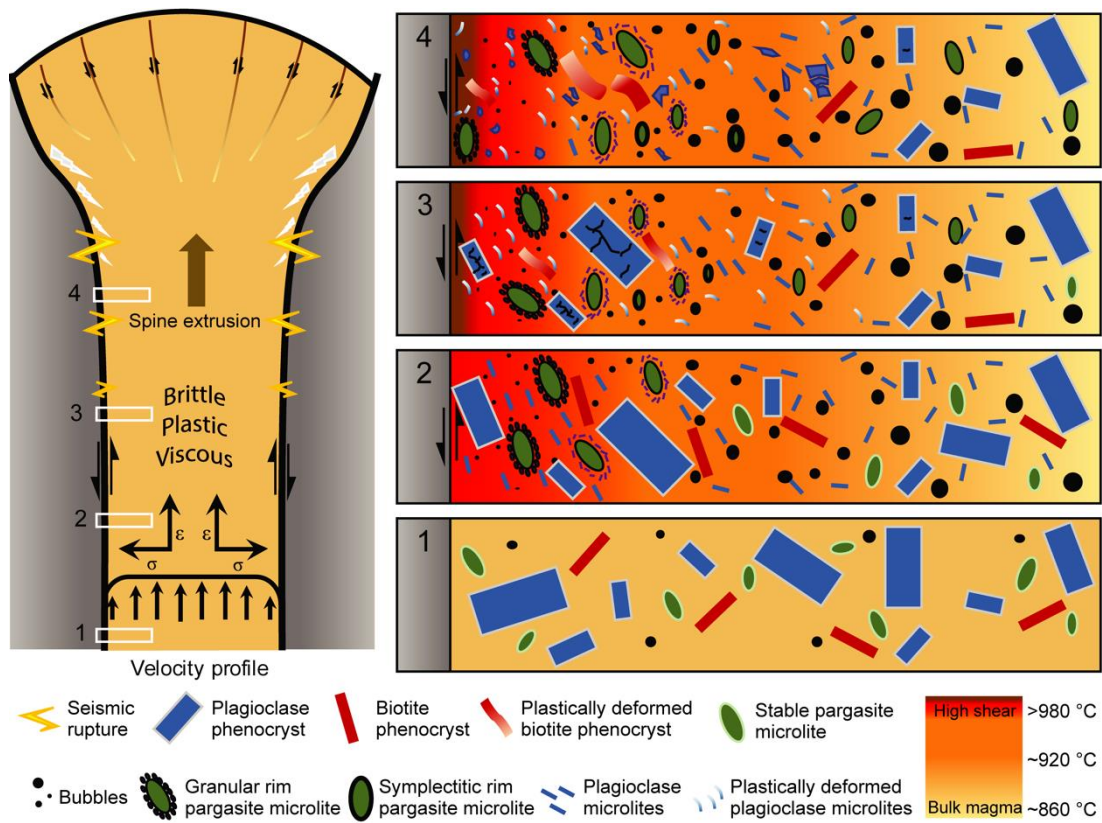 4
Spine extrusion
3
Brittle
Plastic
Viscous
2
ε
ε
σ
σ
1
Velocity profile
4
3
2
1
Seismic
rupture
Plagioclase
phenocryst
Biotite
phenocryst
Plastically deformed
biotite phenocryst
Stable pargasite
microlite
Bubbles
Granular rim
pargasite microlite
Symplectitic rim
pargasite microlite
Plagioclase
microlites
Plastically deformed
plagioclase microlites
High shear >980 °C
~920 °C
Bulk magma ~860 °C